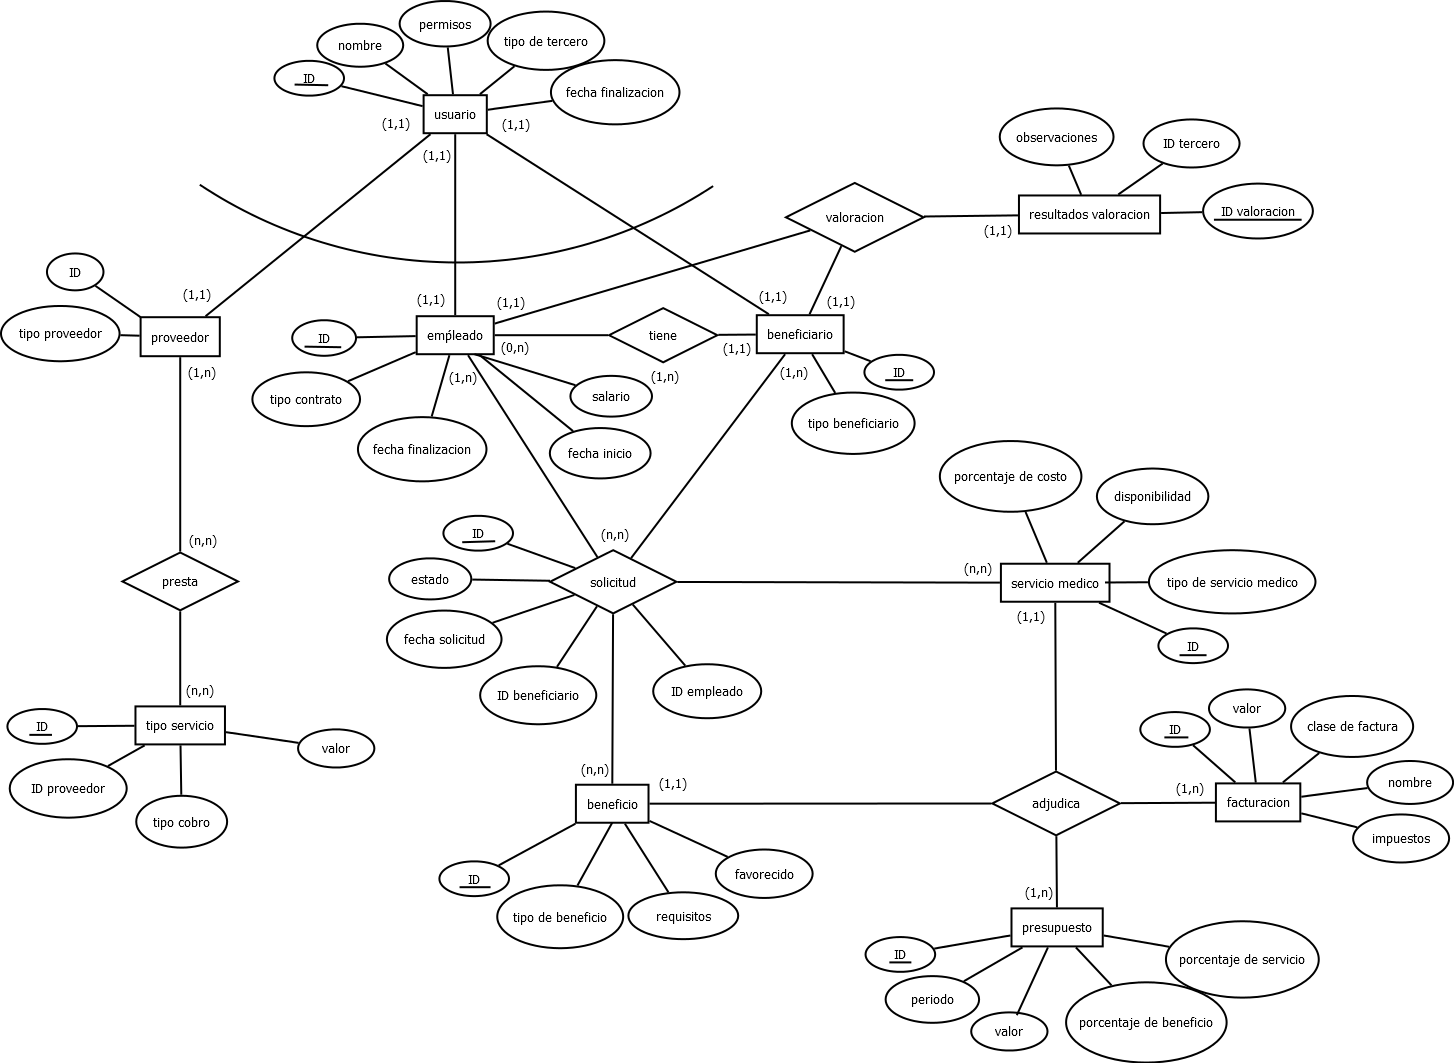 permisos
nombre
tipo de tercero
ID
fecha finalizacion
usuario
(1,1)
(1,1)
(1,1)
observaciones
ID tercero
valoracion
resultados valoracion
ID valoracion
(1,1)
ID
(1,1)
(1,1)
(1,1)
(1,1)
(1,1)
tipo proveedor
proveedor
ID
empleado
tiene
beneficiario
(0,n)
(1,1)
(1,n)
(1,n)
(1,n)
(1,n)
ID
tipo contrato
salario
tipo beneficiario
fecha finalizacion
fecha inicio
porcentaje de costo
disponibilidad
ID
(n,n)
(n,n)
(n,n)
estado
presta
solicitud
servicio medico
tipo de servicio medico
(1,1)
fecha solicitud
ID
ID beneficiario
ID empleado
(n,n)
ID
tipo servicio
valor
ID
valor
clase de factura
ID proveedor
tipo cobro
(n,n)
(1,1)
(1,n)
nombre
beneficio
adjudica
facturacion
impuestos
ID
favorecido
tipo de beneficio
requisitos
(1,n)
presupuesto
ID
porcentaje de servicio
periodo
valor
porcentaje de beneficio